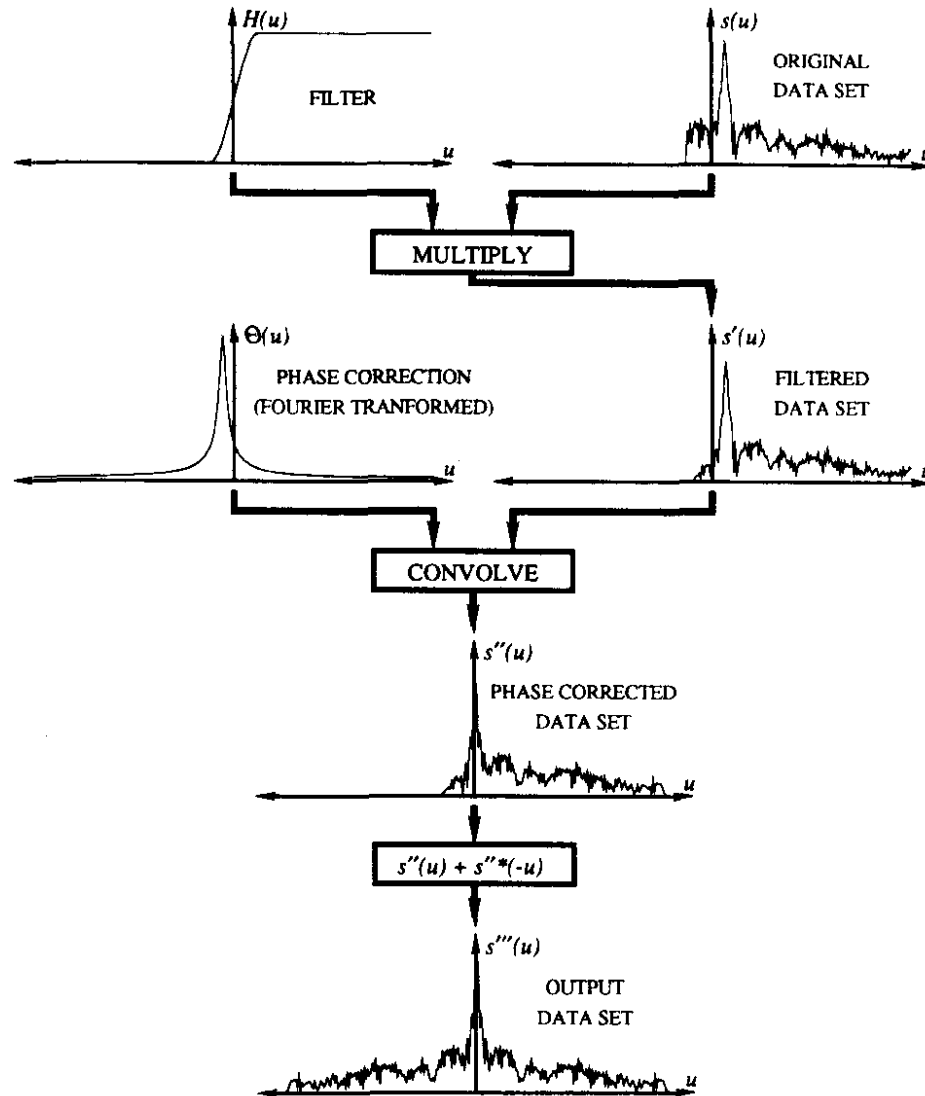 H(u)
FILTER
u
s(u)
ORIGINAL
DATA SET
MULTIPLY
Θ(u)
PHASE CORRECTION
(FOURIER TRANFORMED)
u
s'(u)
FILTERED
DATA SET
CONVOLVE
s''(u)
PHASE CORRECTED
DATA SET
u
s''(u) + s''*(-u)
s'''(u)
OUTPUT
DATA SET
u